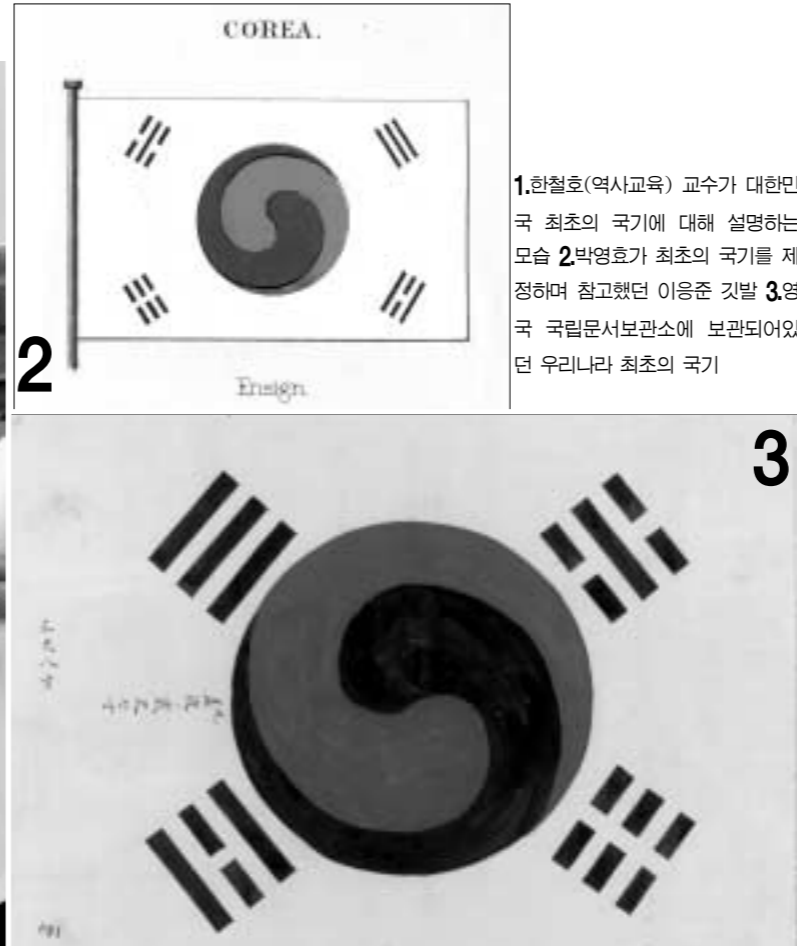 COREA.
2
Ensign
1.한철호(역사교육) 교수가 대한민
국 최초의 국기에 대해 설명하는
모습 2.박영효가 최초의 국기를 제
정하며 참고했던 이응준 깃발 3.영
국 국립문서보관소에 보관되어있
던 우리나라 최초의 국기
3